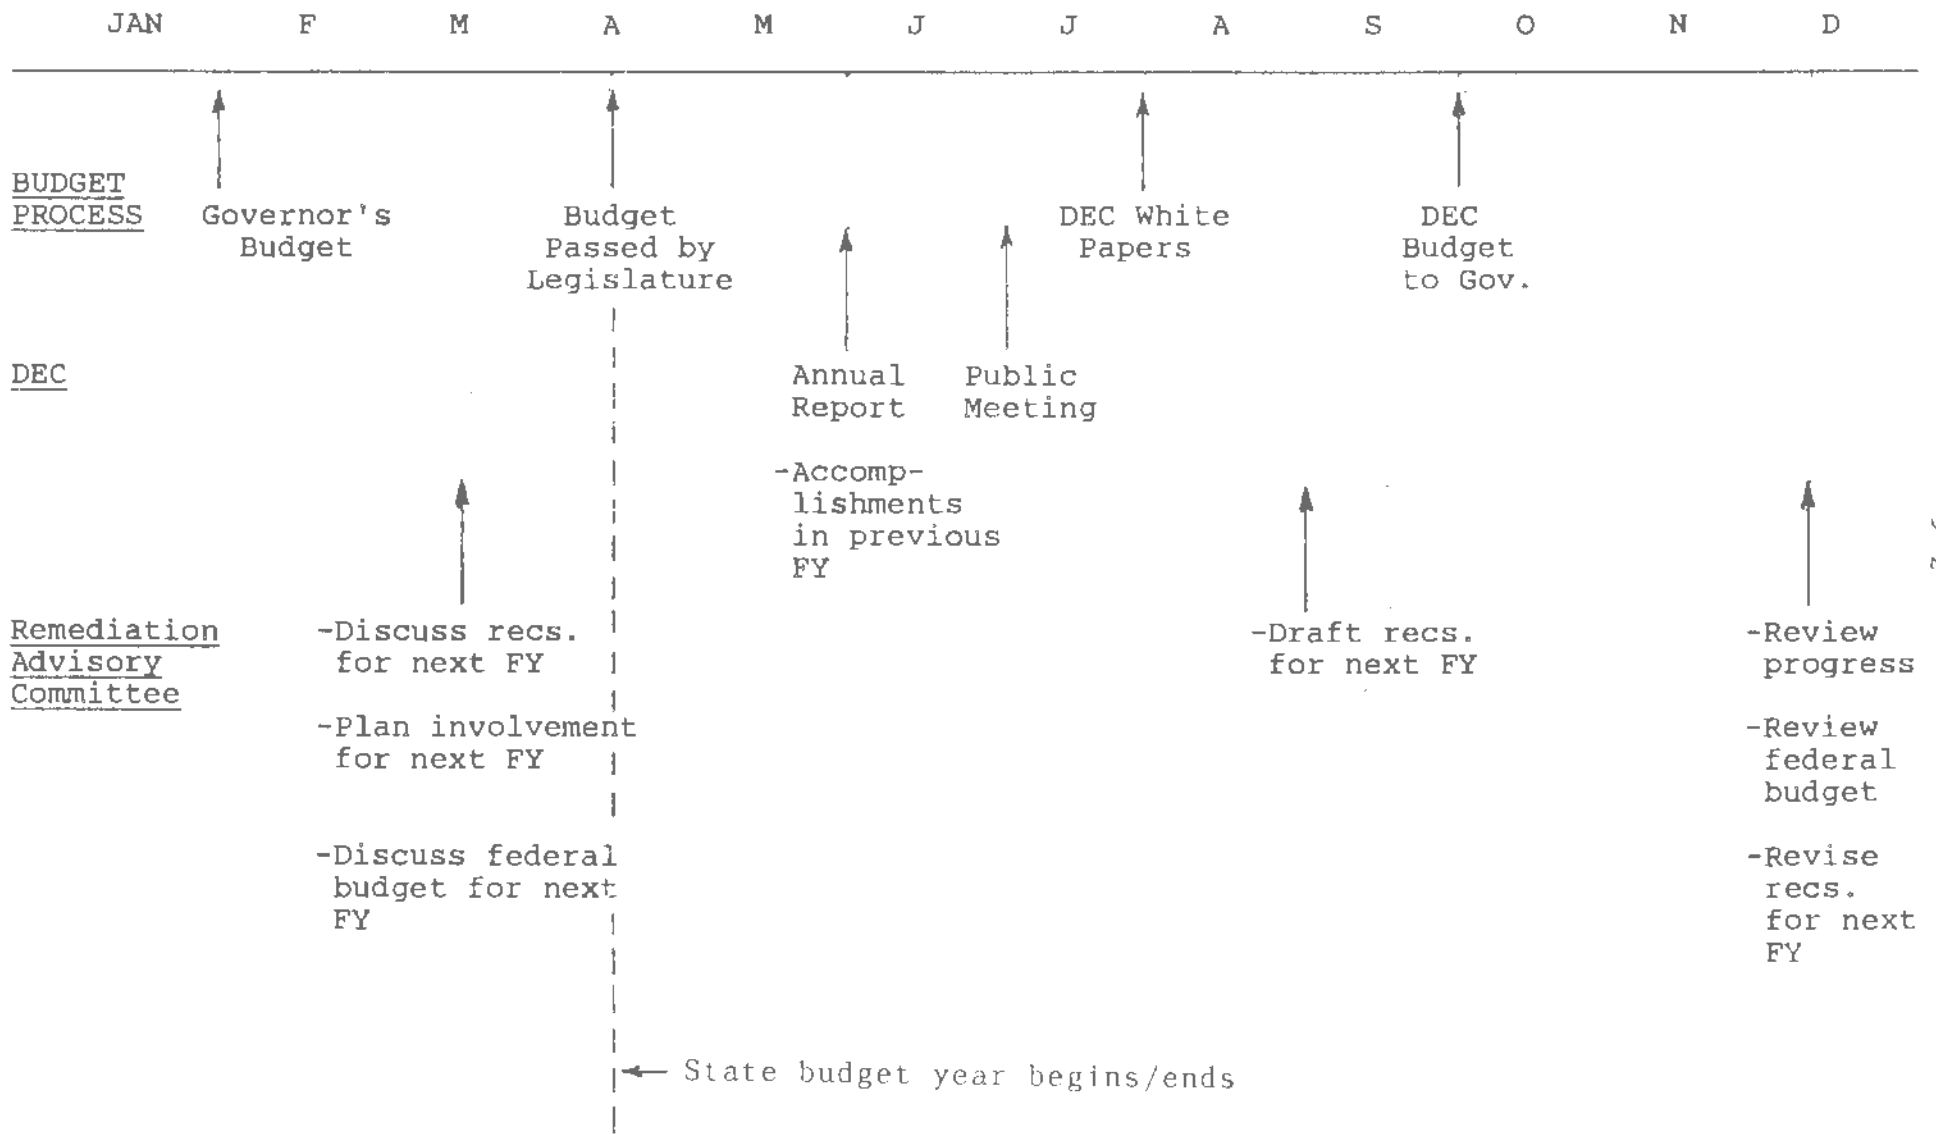 JAN F M A M J J A S O N D
BUDGET
PROCESS
Governor's
Budget
Budget
Passed by
Legislature
DEC White
Papers
DEC
Budget
to Gov.
DEC
Annual
Report
Public
Meeting
-Accomp-
lishments
in previous
FY
Remediation
Advisory
Committee
-Discuss recs.
for next FY
-Plan involvement
for next FY
-Discuss federal
budget for next
FY
-Draft recs.
for next FY
-Review
progress
-Review
federal
budget
-Revise
recs.
for next
FY
State budget year begins/ends